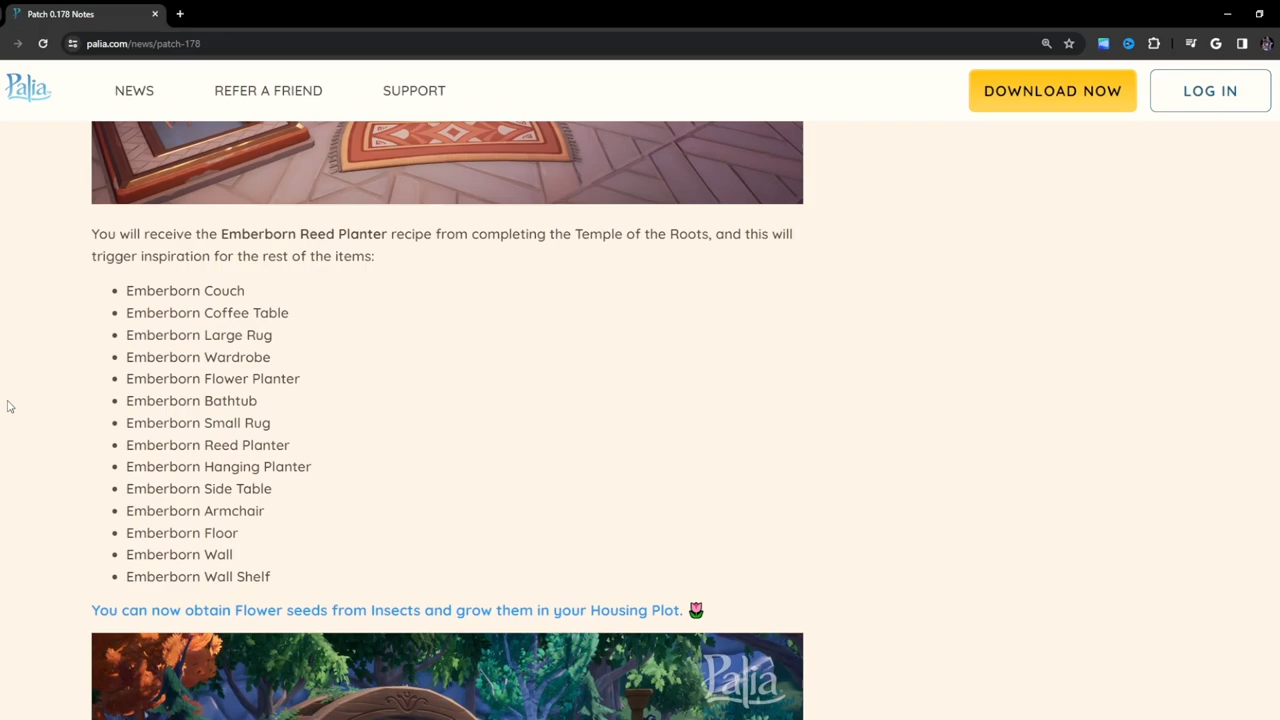 Patch 0.178 Notes
palia.com/news/patch-178
Palia
NEWS
REFER A FRIEND
SUPPORT
DOWNLOAD NOW
LOG IN
You will receive the Emberborn Reed Planter recipe from completing the Temple of the Roots, and this will
trigger inspiration for the rest of the items:
• Emberborn Couch
• Emberborn Coffee Table
• Emberborn Large Rug
• Emberborn Wardrobe
• Emberborn Flower Planter
• Emberborn Bathtub
• Emberborn Small Rug
• Emberborn Reed Planter
• Emberborn Hanging Planter
• Emberborn Side Table
• Emberborn Armchair
• Emberborn Floor
• Emberborn Wall
• Emberborn Wall Shelf
You can now obtain Flower seeds from Insects and grow them in your Housing Plot. 🌷
Palia